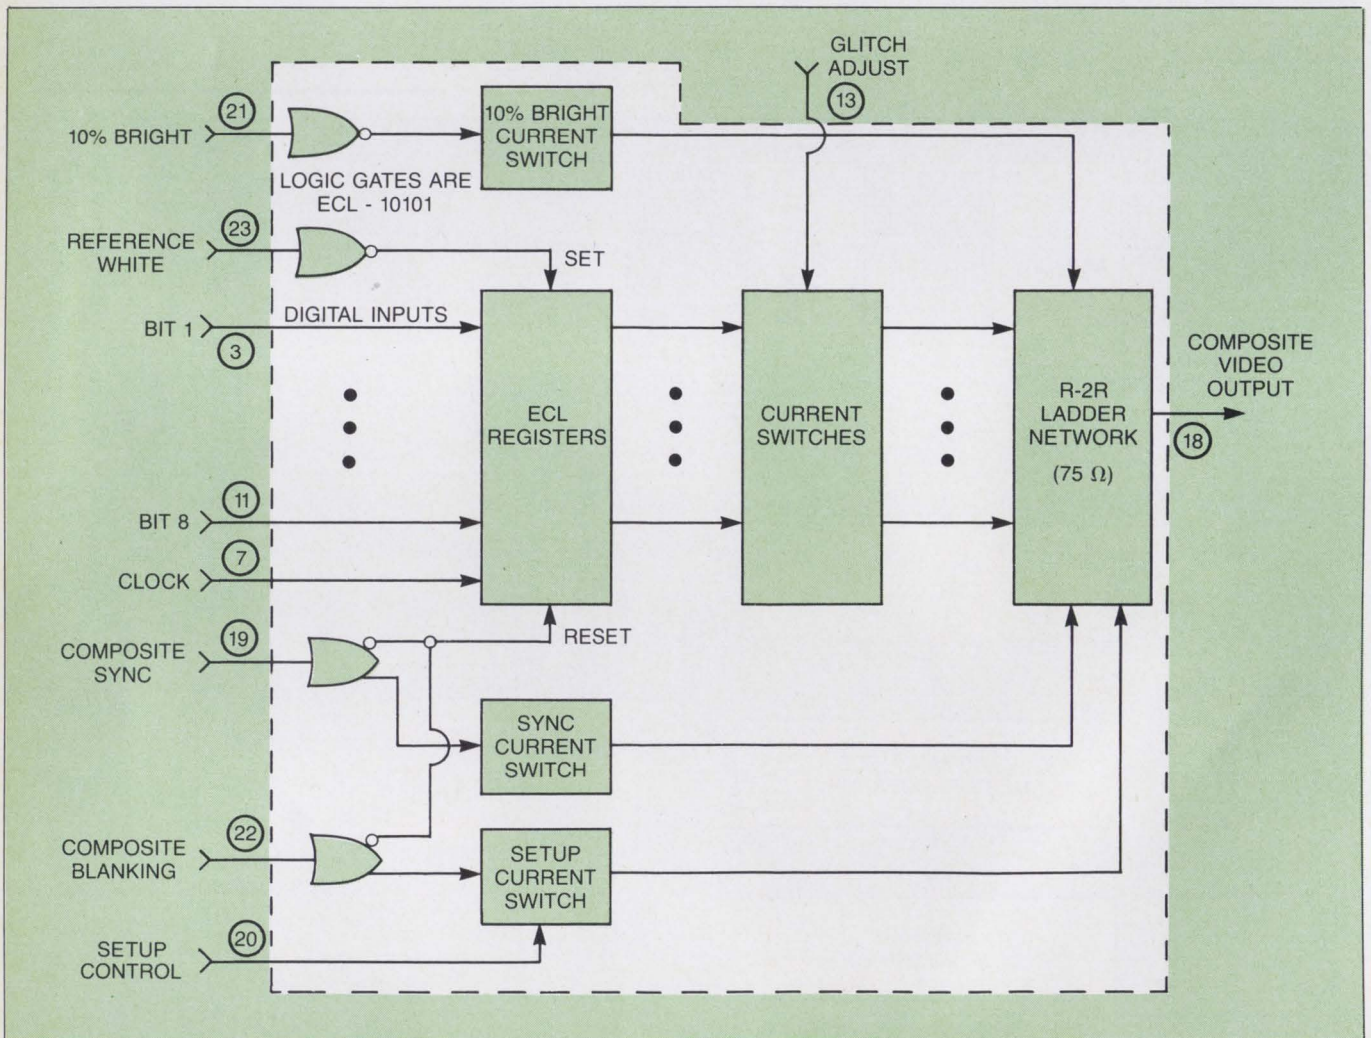 GLITCH
ADJUST
13
21
10% BRIGHT
10% BRIGHT
CURRENT
SWITCH
LOGIC GATES ARE
ECL - 10101
23
REFERENCE
WHITE
SET
BIT 1
DIGITAL INPUTS
3
ECL
REGISTERS
CURRENT
SWITCHES
R-2R
LADDER
NETWORK
(75 Ω)
COMPOSITE
VIDEO
OUTPUT
18
11
BIT 8
7
CLOCK
19
COMPOSITE
SYNC
RESET
SYNC
CURRENT
SWITCH
22
COMPOSITE
BLANKING
SETUP
CURRENT
SWITCH
20
SETUP
CONTROL